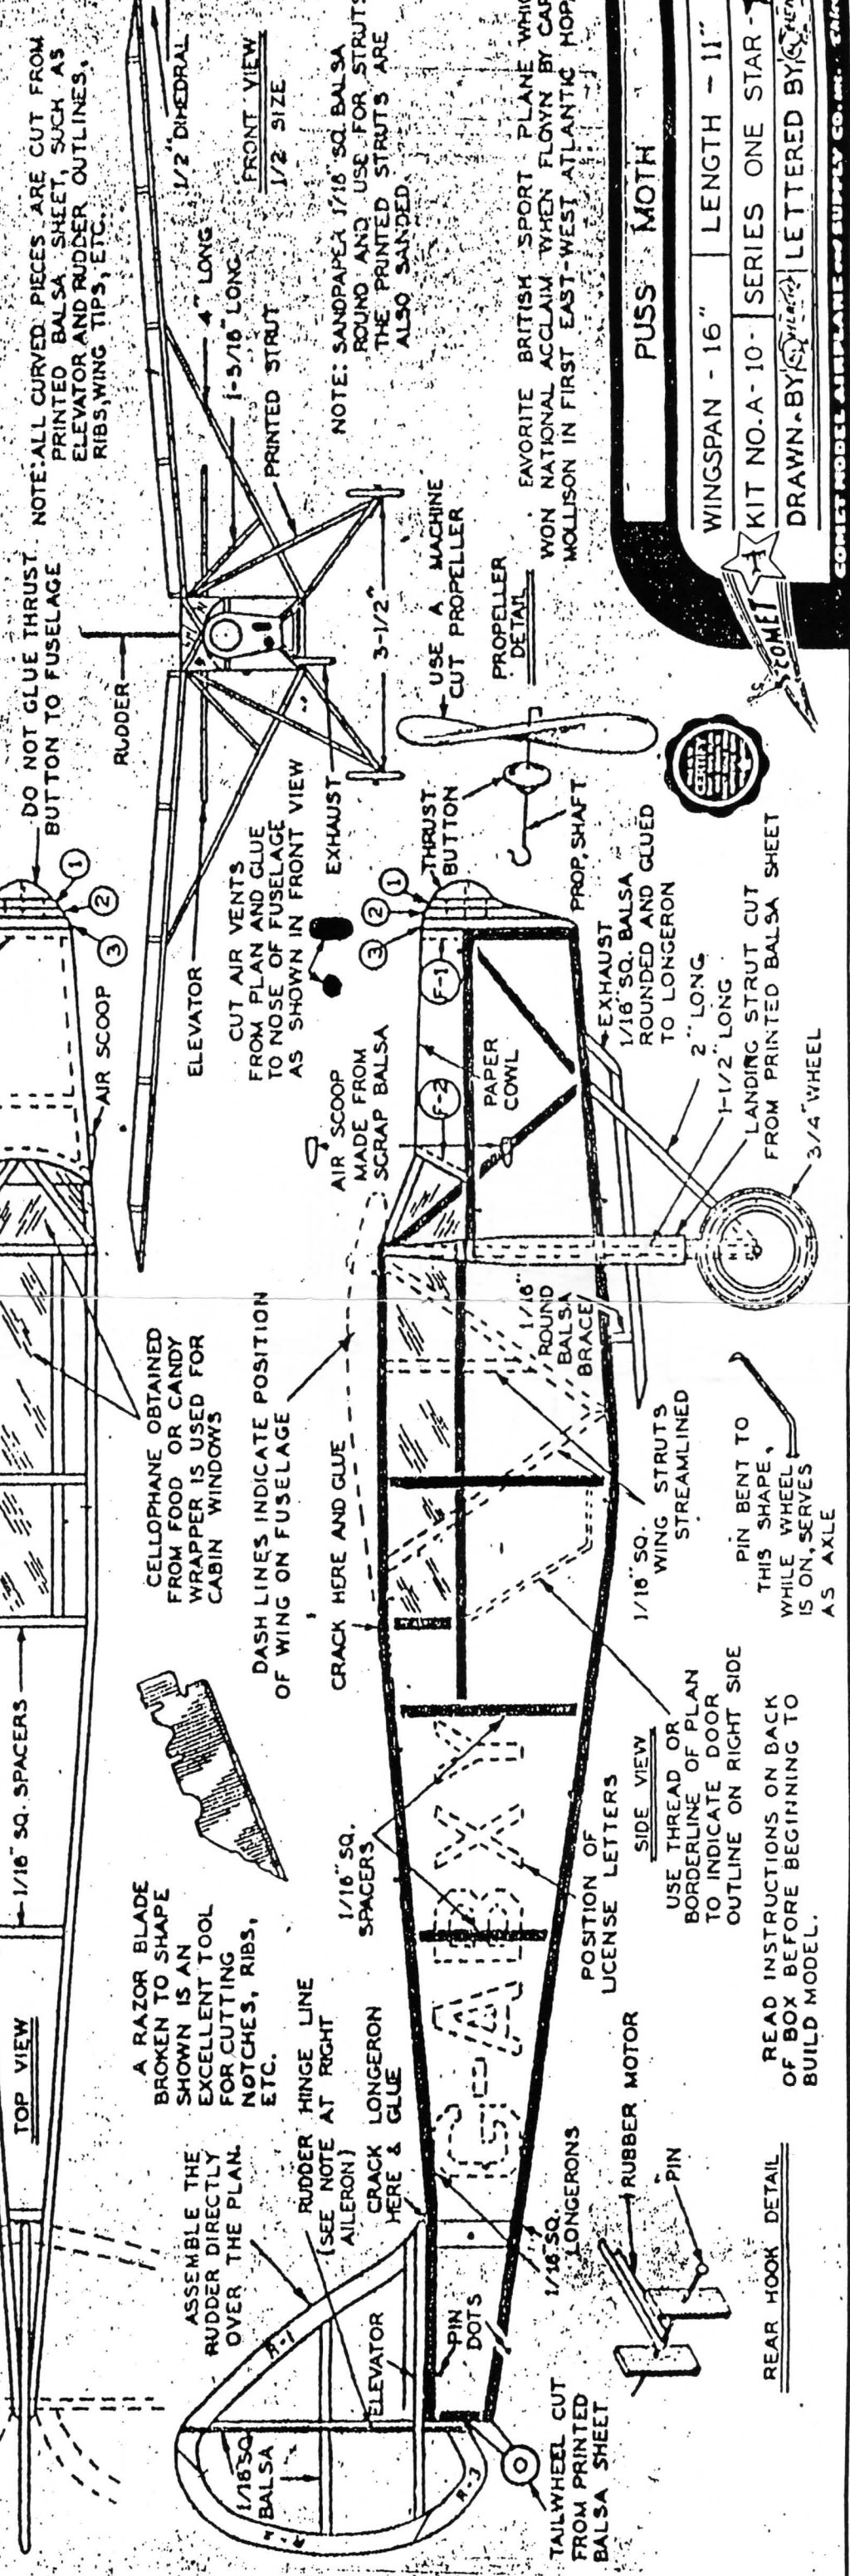 TOP VIEW
1/16" SQ. SPACERS
AIR SCOOP
3
2
1
DO NOT GLUE THRUST
BUTTON TO FUSELAGE
NOTE: ALL CURVED PIECES ARE CUT FROM
PRINTED BALSA SHEET, SUCH AS
ELEVATOR AND RUDDER OUTLINES,
RIBS, WING TIPS, ETC.
A RAZOR BLADE
BROKEN TO SHAPE
SHOWN IS AN
EXCELLENT TOOL
FOR CUTTING
NOTCHES, RIBS,
ETC.
CELLOPHANE OBTAINED
FROM FOOD OR CANDY
WRAPPER IS USED FOR
CABIN WINDOWS
RUDDER
ELEVATOR
EXHAUST
3-1/2"
1/2" DIHEDRAL
FRONT VIEW
1/2 SIZE
4" LONG
1-5/16" LONG
PRINTED STRUT
NOTE: SANDPAPER 1/16" SQ. BALSA
ROUND AND USE FOR STRUTS
THE PRINTED STRUTS ARE
ALSO SANDED
ASSEMBLE THE
RUDDER DIRECTLY
OVER THE PLAN.
RUDDER HINGE LINE
(SEE NOTE AT RIGHT
AILERON)
CRACK LONGERON
HERE & GLUE
DASH LINES INDICATE POSITION
OF WING ON FUSELAGE
CRACK HERE AND GLUE
CUT AIR VENTS
FROM PLAN AND GLUE
TO NOSE OF FUSELAGE
AS SHOWN IN FRONT VIEW
AIR SCOOP
MADE FROM
SCRAP BALSA
R-1
R-3
1/16 SQ
BALSA
ELEVATOR
PIN
DOTS
1/16" SQ.
LONGERONS
1/16" SQ.
SPACERS
G-ABXY
POSITION OF
LICENSE LETTERS
SIDE VIEW
USE THREAD OR
BORDERLINE OF PLAN
TO INDICATE DOOR
OUTLINE ON RIGHT SIDE
1/16" SQ.
WING STRUTS
STREAMLINED
1/16"
ROUND
BALSA
BRACE
F-2
F-1
PAPER
COWL
3
2
1
THRUST
BUTTON
USE A MACHINE
CUT PROPELLER
PROPELLER
DETAIL
PROP. SHAFT
EXHAUST
1/16" SQ. BALSA
ROUNDED AND GLUED
TO LONGERON
2" LONG
1-1/2" LONG
LANDING STRUT CUT
FROM PRINTED BALSA SHEET
3/4" WHEEL
PIN BENT TO
THIS SHAPE,
WHILE WHEEL
IS ON, SERVES
AS AXLE
TAILWHEEL CUT
FROM PRINTED
BALSA SHEET
RUBBER MOTOR
PIN
REAR HOOK DETAIL
READ INSTRUCTIONS ON BACK
OF BOX BEFORE BEGINNING TO
BUILD MODEL.
FAVORITE BRITISH SPORT PLANE WHIC
WON NATIONAL ACCLAIM WHEN FLOWN BY CAP
MOLLISON IN FIRST EAST-WEST ATLANTIC HOP,
CERTIFY
COMET
PUSS MOTH
WINGSPAN - 16" LENGTH - 11"
KIT NO. A-10- SERIES ONE STAR -
DRAWN-BY LETTERED BY
COMET MODEL AIRPLANE and SUPPLY CO. INC.